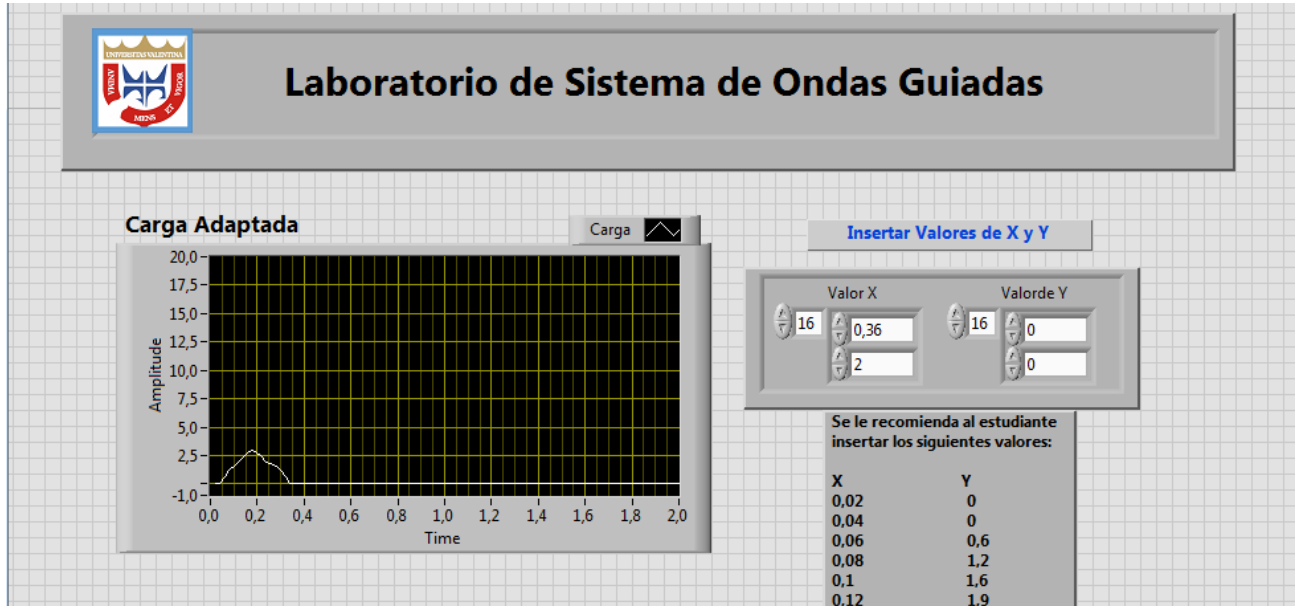 UNIVERSITAS VALENTINA
ANIMA
VIGINY
VIGOR
ET
MENS
Laboratorio de Sistema de Ondas Guiadas
Carga Adaptada
Carga
20,0
17,5
15,0
12,5
10,0
7,5
5,0
2,5
-1,0
Amplitude
0,0 0,2 0,4 0,6 0,8 1,0 1,2 1,4 1,6 1,8 2,0
Time
Insertar Valores de X y Y
Valor X Valorde Y
16 0,36 16 0
2 0
Se le recomienda al estudiante
insertar los siguientes valores:
X Y
0,02 0
0,04 0
0,06 0,6
0,08 1,2
0,1 1,6
0,12 1,9